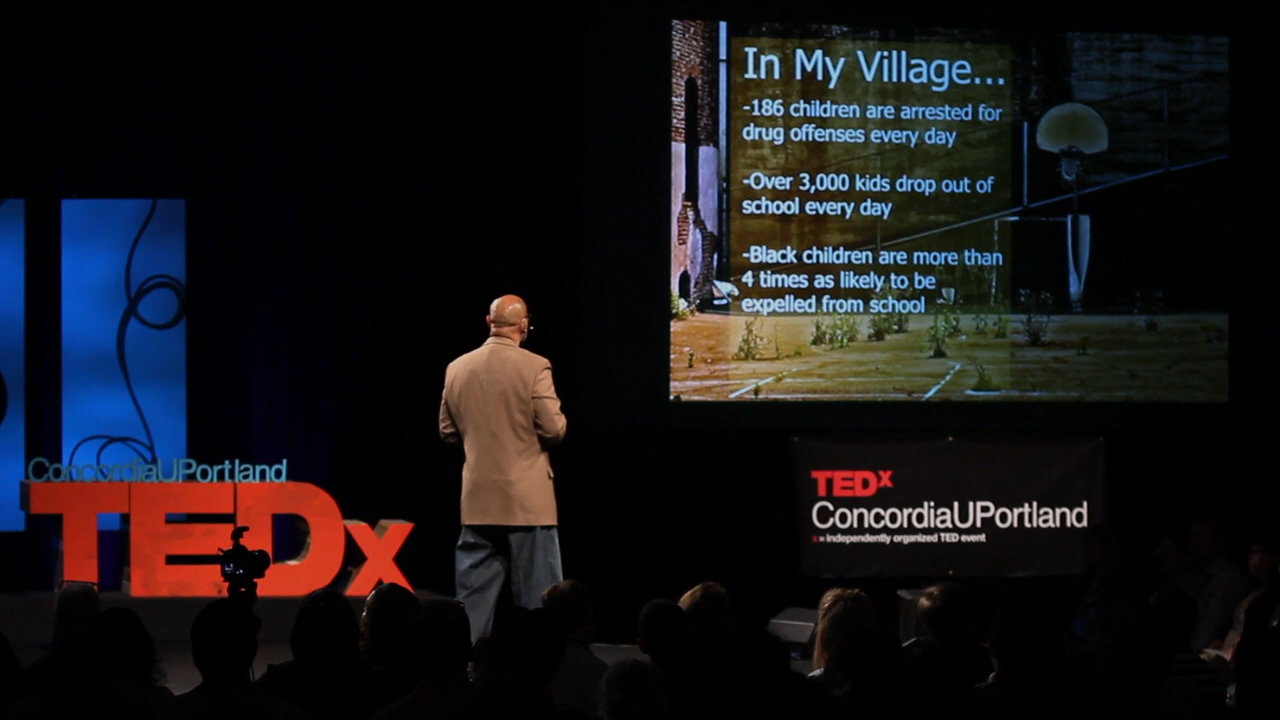 In My Village...
-186 children are arrested for
drug offenses every day
-Over 3,000 kids drop out of
school every day
-Black children are more than
4 times as likely to be
expelled from school
ConcordiaUPortland
TEDx
TEDx
ConcordiaUPortland
x = independently organized TED event